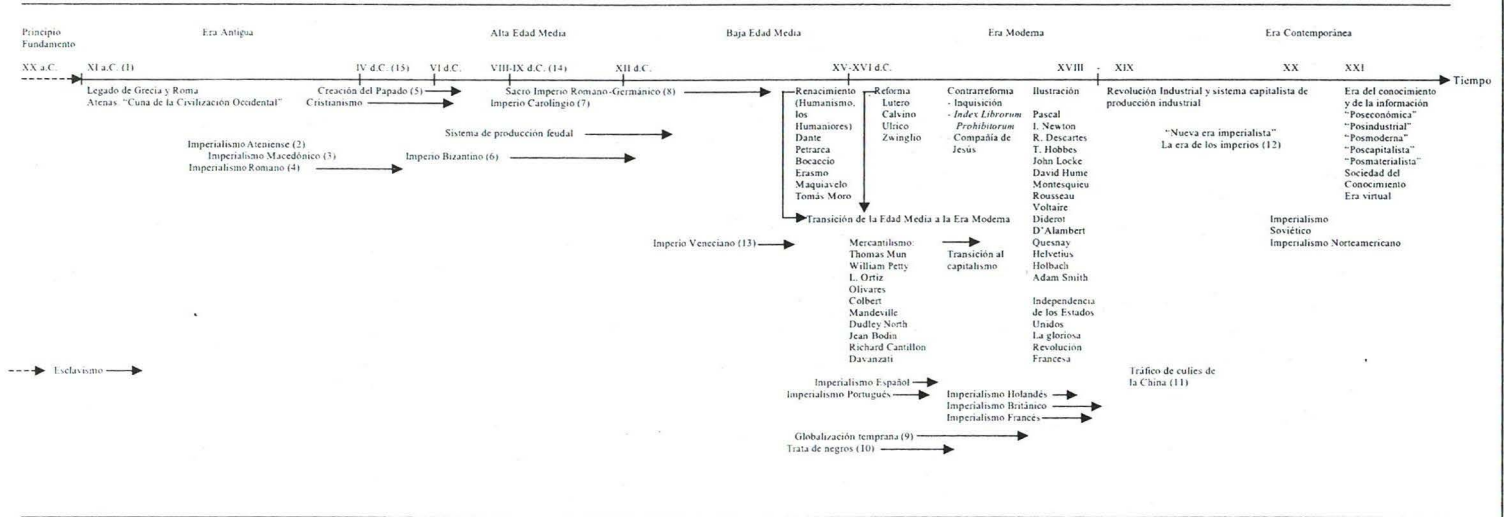 Principio
Fundamento
Era Antigua
Alta Edad Media
Baja Edad Media
Era Moderna
Era Contemporánea
XX a.C.
XI a.C. (1)
IV d.C. (15)
VI d.C.
VIII-IX d.C. (14)
XII d.C.
XV-XVI d.C.
XVIII - XIX
XX
XXI
Tiempo
Legado de Grecia y Roma
Atenas "Cuna de la Civilización Occidental"
Creación del Papado (5)
Cristianismo
Sacro Imperio Romano-Germánico (8)
Imperio Carolingio (7)
Sistema de producción feudal
Imperialismo Ateniense (2)
Imperialismo Macedónico (3)
Imperialismo Romano (4)
Imperio Bizantino (6)
Renacimiento
(Humanismo,
los
Humaniores)
Dante
Petrarca
Bocaccio
Erasmo
Maquiavelo
Tomás Moro
Reforma
Lutero
Calvino
Ulrico
Zwinglio
Contrarreforma
- Inquisición
- Index Librorum
Prohibitorum
- Compañía de
Jesús
Ilustración
Pascal
I. Newton
R. Descartes
T. Hobbes
John Locke
David Hume
Montesquieu
Rousseau
Voltaire
Diderot
D'Alambert
Quesnay
Helvetius
Holbach
Adam Smith
Independencia
de los Estados
Unidos
La gloriosa
Revolución
Francesa
Revolución Industrial y sistema capitalista de
producción industrial
"Nueva era imperialista"
La era de los imperios (12)
Era del conocimiento
y de la información
"Poseconómica"
"Posindustrial"
"Posmoderna"
"Poscapitalista"
"Posmaterialista"
Sociedad del
Conocimiento
Era virtual
Transición de la Edad Media a la Era Moderna
Imperialismo
Soviético
Imperialismo Norteamericano
Imperio Veneciano (13)
Mercantilismo:
Thomas Mun
William Petty
L. Ortiz
Olivares
Colbert
Mandeville
Dudley North
Jean Bodin
Richard Cantillon
Davanzati
Transición al
capitalismo
Esclavismo
Tráfico de culíes de
la China (11)
Imperialismo Español
Imperialismo Portugués
Imperialismo Holandés
Imperialismo Británico
Imperialismo Francés
Globalización temprana (9)
Trata de negros (10)